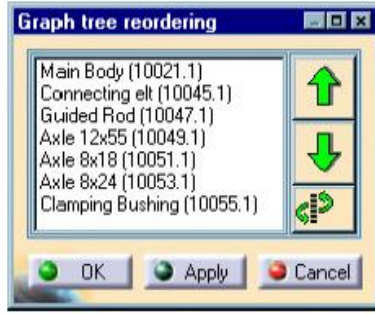 Graph tree reordering
Main Body (10021.1)
Connecting elt (10045.1)
Guided Rod (10047.1)
Axle 12x55 (10049.1)
Axle 8x18 (10051.1)
Axle 8x24 (10053.1)
Clamping Bushing (10055.1)
OK Apply Cancel